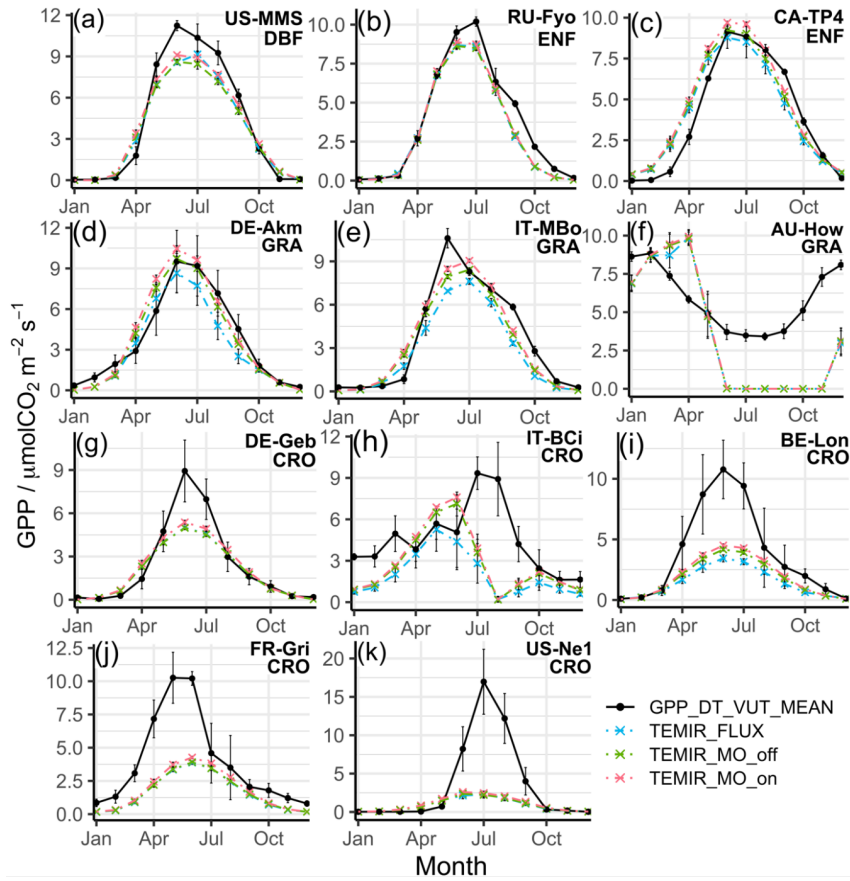 (a) US-MMS
DBF
12
9
6
3
0
Jan Apr Jul Oct
(b) RU-Fyo
ENF
10.0
7.5
5.0
2.5
0.0
Jan Apr Jul Oct
(c) CA-TP4
ENF
10.0
7.5
5.0
2.5
0.0
Jan Apr Jul Oct
(d) DE-Akm
GRA
12
9
6
3
0
Jan Apr Jul Oct
(e) IT-MBo
GRA
9
6
3
0
Jan Apr Jul Oct
(f) AU-How
GRA
10.0
7.5
5.0
2.5
0.0
Jan Apr Jul Oct
GPP / μmolCO₂ m⁻² s⁻¹
(g) DE-Geb
CRO
9
6
3
0
Jan Apr Jul Oct
(h) IT-BCi
CRO
12
9
6
3
0
Jan Apr Jul Oct
(i) BE-Lon
CRO
10
5
0
Jan Apr Jul Oct
(j) FR-Gri
CRO
12.5
10.0
7.5
5.0
2.5
0.0
Jan Apr Jul Oct
(k) US-Ne1
CRO
20
15
10
5
0
Jan Apr Jul Oct
GPP_DT_VUT_MEAN
TEMIR_FLUX
TEMIR_MO_off
TEMIR_MO_on
Month